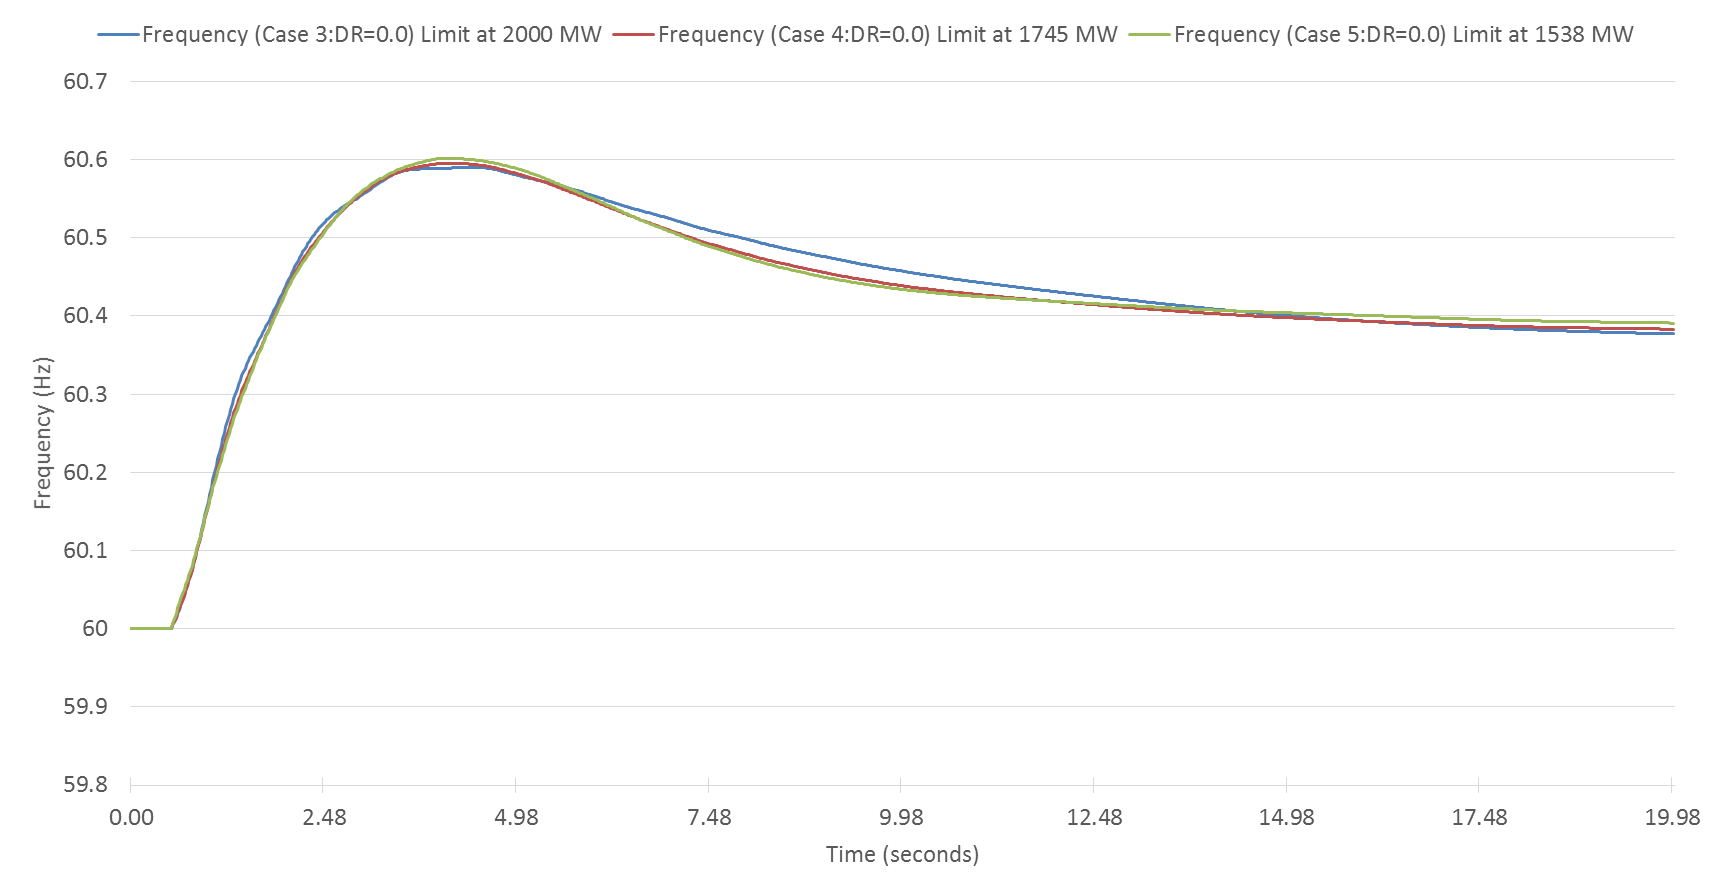 Frequency (Case 3:DR=0.0) Limit at 2000 MW Frequency (Case 4:DR=0.0) Limit at 1745 MW Frequency (Case 5:DR=0.0) Limit at 1538 MW
60.7
60.6
60.5
60.4
60.3
60.2
60.1
60
59.9
59.8
Frequency (Hz)
0.00 2.48 4.98 7.48 9.98 12.48 14.98 17.48 19.98
Time (seconds)